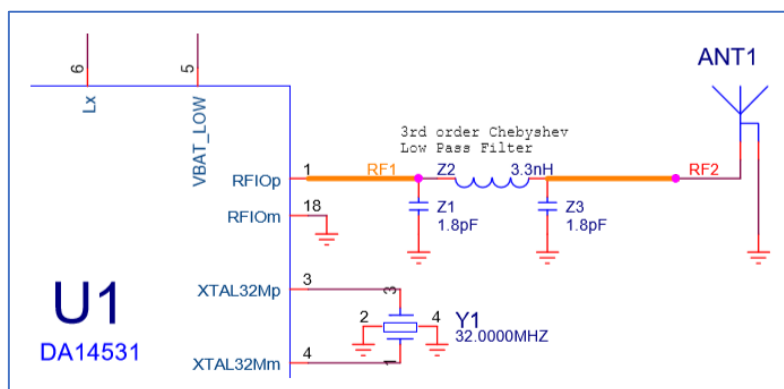 ANT1
6
5
Lx
VBAT_LOW
3rd order Chebyshev
Low Pass Filter
1
RF1
Z2
3.3nH
RF2
RFIOp
Z1
1.8pF
Z3
1.8pF
18
RFIOm
3
XTAL32Mp
3
U1
2
4
Y1
32.0000MHZ
DA14531
4
XTAL32Mm
1